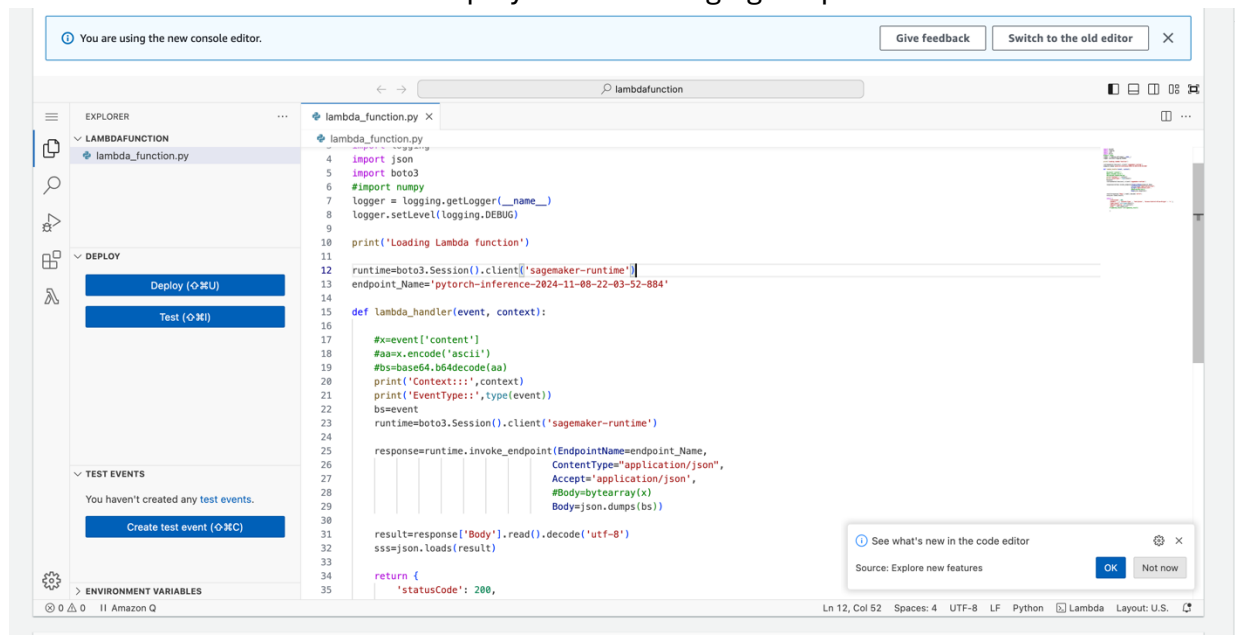 You are using the new console editor.
Give feedback
Switch to the old editor
lambdafunction
EXPLORER
LAMBDAFUNCTION
lambda_function.py
DEPLOY
Deploy (⇧⌘U)
Test (⇧⌘I)
TEST EVENTS
You haven't created any test events.
Create test event (⇧⌘C)
ENVIRONMENT VARIABLES
lambda_function.py
lambda_function.py
3 import logging
4 import json
5 import boto3
6 #import numpy
7 logger = logging.getLogger(__name__)
8 logger.setLevel(logging.DEBUG)
9
10 print('Loading Lambda function')
11
12 runtime=boto3.Session().client('sagemaker-runtime')
13 endpoint_Name='pytorch-inference-2024-11-08-22-03-52-884'
14
15 def lambda_handler(event, context):
16
17 #x=event['content']
18 #aa=x.encode('ascii')
19 #bs=base64.b64decode(aa)
20 print('Context:::',context)
21 print('EventType::',type(event))
22 bs=event
23 runtime=boto3.Session().client('sagemaker-runtime')
24
25 response=runtime.invoke_endpoint(EndpointName=endpoint_Name,
26 ContentType="application/json",
27 Accept='application/json',
28 #Body=bytearray(x)
29 Body=json.dumps(bs))
30
31 result=response['Body'].read().decode('utf-8')
32 sss=json.loads(result)
33
34 return {
35 'statusCode': 200,
See what's new in the code editor
Source: Explore new features
OK
Not now
0 0 Amazon Q
Ln 12, Col 52 Spaces: 4 UTF-8 LF Python Lambda Layout: U.S.